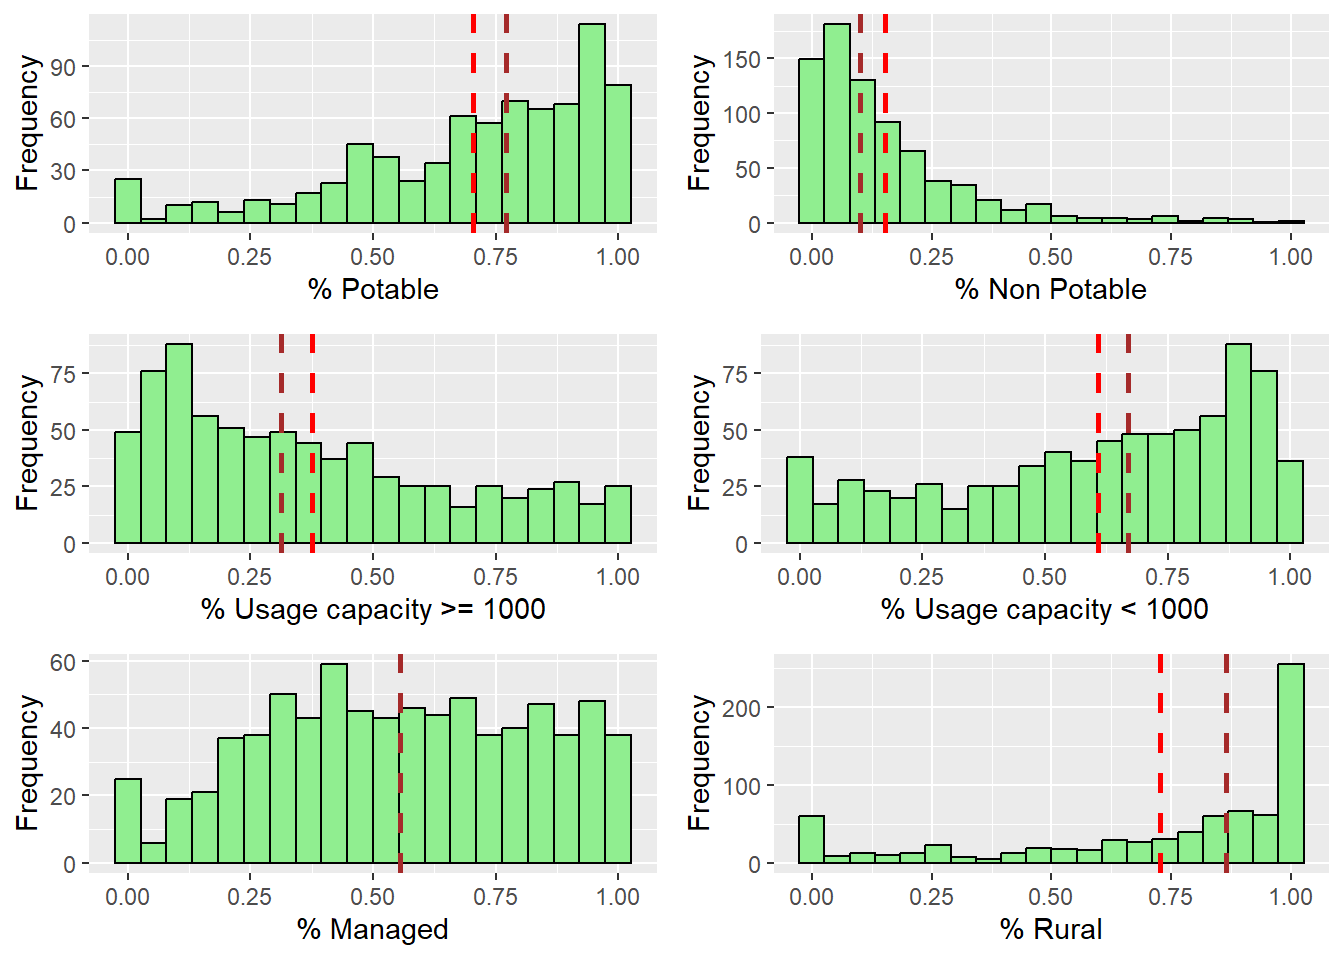 Frequency
90
60
30
0
0.00 0.25 0.50 0.75 1.00
% Potable
Frequency
150
100
50
0
0.00 0.25 0.50 0.75 1.00
% Non Potable
Frequency
75
50
25
0
0.00 0.25 0.50 0.75 1.00
% Usage capacity >= 1000
Frequency
75
50
25
0
0.00 0.25 0.50 0.75 1.00
% Usage capacity < 1000
Frequency
60
40
20
0
0.00 0.25 0.50 0.75 1.00
% Managed
Frequency
200
100
0
0.00 0.25 0.50 0.75 1.00
% Rural